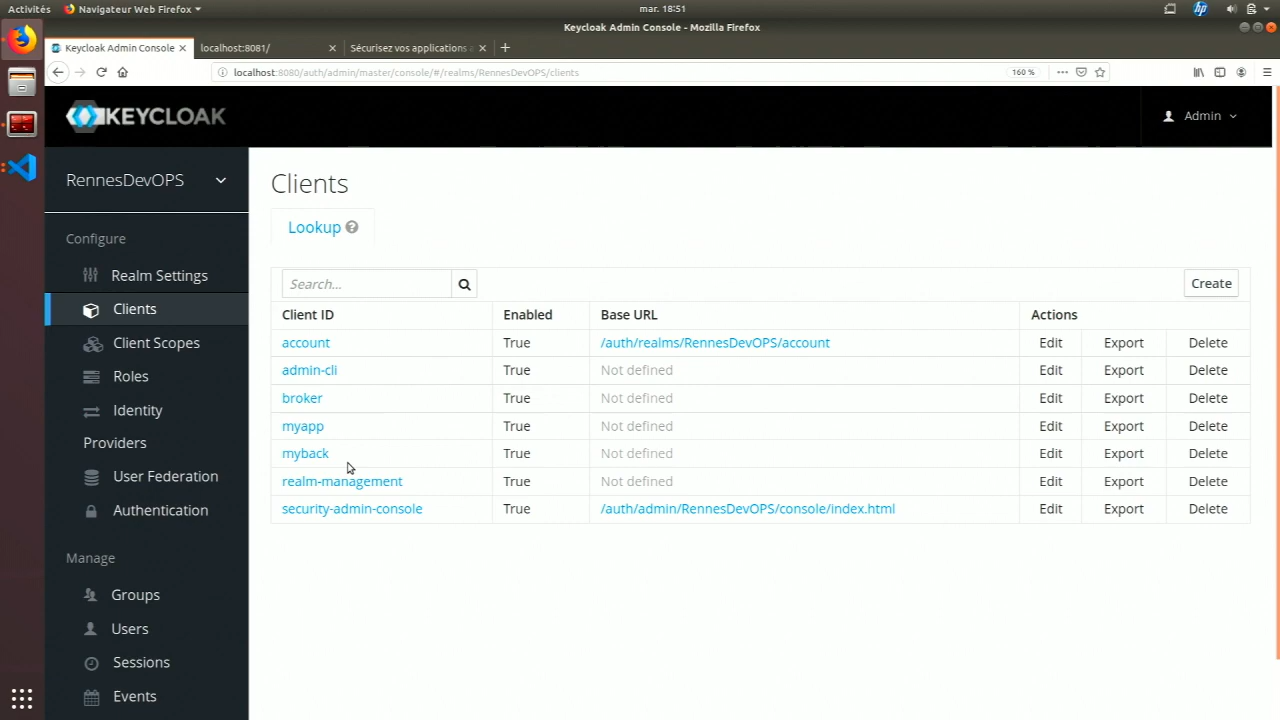 Activités
Navigateur Web Firefox
mar. 18:51
hp
Keycloak Admin Console - Mozilla Firefox
Keycloak Admin Console
localhost:8081/
Sécurisez vos applications
localhost:8080/auth/admin/master/console/#/realms/RennesDevOPS/clients
160 %
KEYCLOAK
Admin
RennesDevOPS
Configure
Realm Settings
Clients
Client Scopes
Roles
Identity
Providers
User Federation
Authentication
Manage
Groups
Users
Sessions
Events
Clients
Lookup
Search...
Create
Client ID Enabled Base URL Actions
account True /auth/realms/RennesDevOPS/account Edit Export Delete
admin-cli True Not defined Edit Export Delete
broker True Not defined Edit Export Delete
myapp True Not defined Edit Export Delete
myback True Not defined Edit Export Delete
realm-management True Not defined Edit Export Delete
security-admin-console True /auth/admin/RennesDevOPS/console/index.html Edit Export Delete